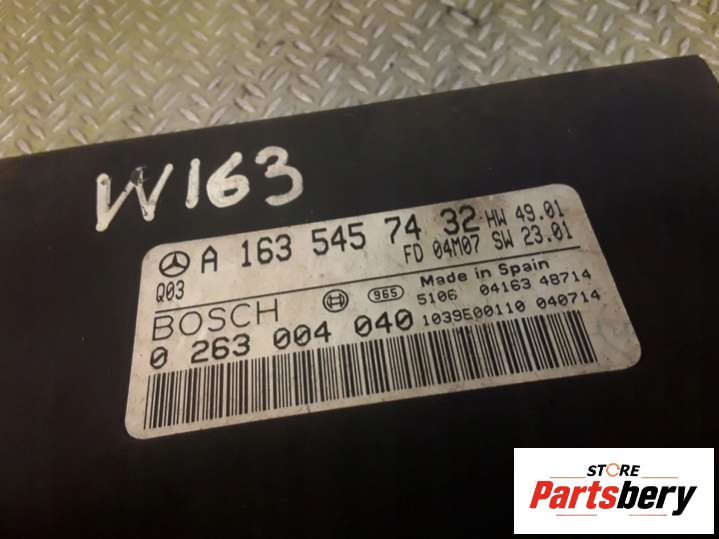 W163
A 163 545 74 32 HW 49.01
Q03 FD 04M07 SW 23.01
Made in Spain
BOSCH 965 5106 04163 48714
0 263 004 040 1039E00110 040714
STORE
Partsbery